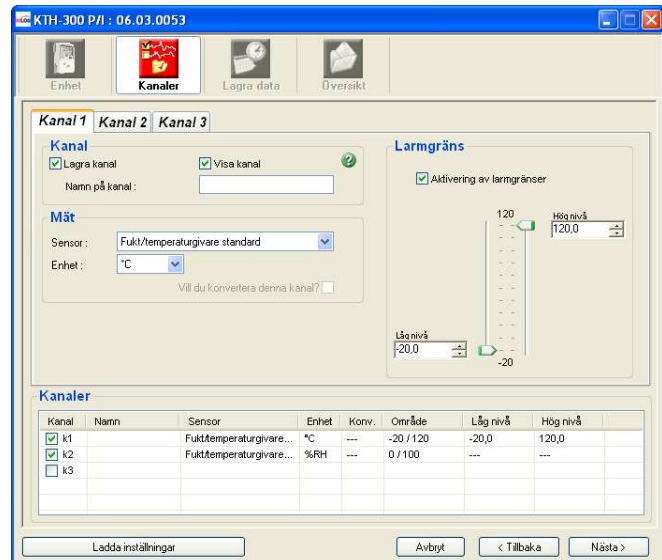 KILOG KTH-300 P/I : 06.03.0053
Enhet Kanaler Lagra data Översikt
Kanal 1 Kanal 2 Kanal 3
Kanal
Lagra kanal Visa kanal
Namn på kanal :
Mät
Sensor : Fukt/temperaturgivare standard
Enhet : °C
Vill du konvertera denna kanal?
Larmgräns
Aktivering av larmgränser
120 Hög nivå
120,0
Låg nivå
-20,0
-20
Kanaler
Kanal Namn Sensor Enhet Konv. Område Låg nivå Hög nivå
k1 Fukt/temperaturgivare... °C --- -20 / 120 -20,0 120,0
k2 Fukt/temperaturgivare... %RH --- 0 / 100 --- ---
k3
Ladda inställningar Avbryt < Tillbaka Nästa >